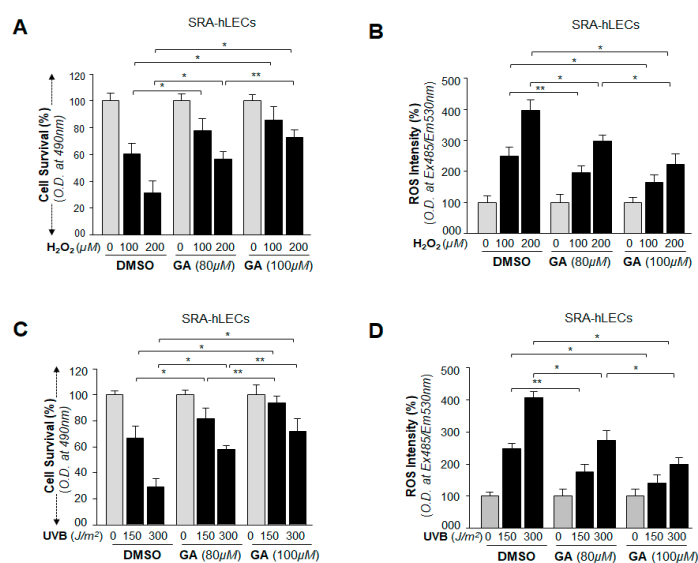 A
SRA-hLECs
*
*
*
**
*
Cell Survival (%)
(O.D. at 490nm)
120
100
80
60
40
20
00
H₂O₂ (μM)
0 100 200 0 100 200 0 100 200
DMSO GA (80μM) GA (100μM)
B
SRA-hLECs
*
*
*
*
**
ROS Intensity (%)
(O.D. at Ex485/Em530nm)
500
400
300
200
100
000
H₂O₂ (μM)
0 100 200 0 100 200 0 100 200
DMSO GA (80μM) GA (100μM)
C
SRA-hLECs
*
*
*
**
*
**
Cell Survival (%)
(O.D. at 490nm)
120
100
80
60
40
20
00
UVB (J/m²) 0 150 300 0 150 300 0 150 300
DMSO GA (80μM) GA (100μM)
D
SRA-hLECs
*
*
*
*
**
ROS Intensity (%)
(O.D. at Ex485/Em530nm)
500
400
300
200
100
000
UVB (J/m²) 0 150 300 0 150 300 0 150 300
DMSO GA (80μM) GA (100μM)